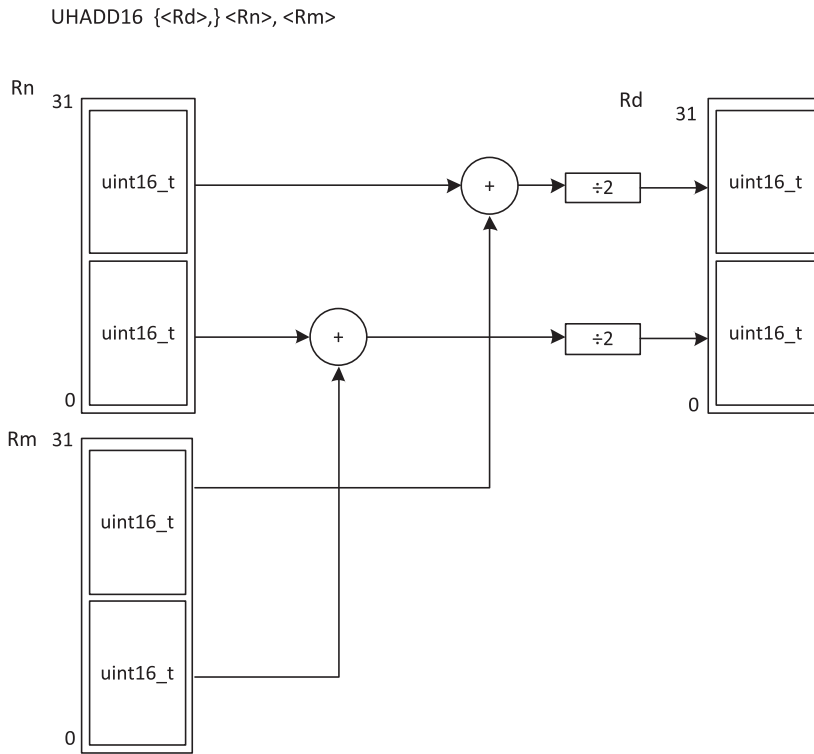 UHADD16 {<Rd>,} <Rn>, <Rm>
Rn
31
uint16_t
uint16_t
0
Rm 31
uint16_t
uint16_t
0
+
+
÷2
÷2
Rd
31
uint16_t
uint16_t
0